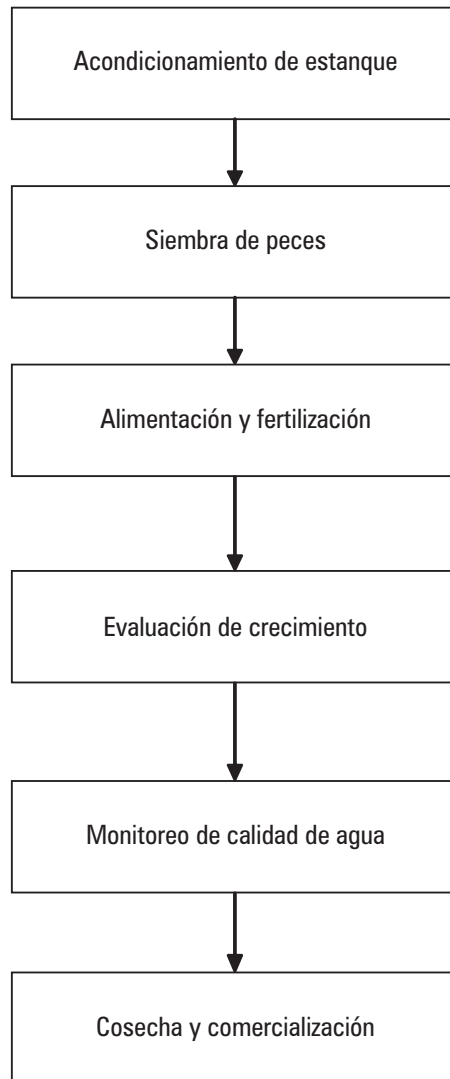 Acondicionamiento de estanque
Siembra de peces
Alimentación y fertilización
Evaluación de crecimiento
Monitoreo de calidad de agua
Cosecha y comercialización